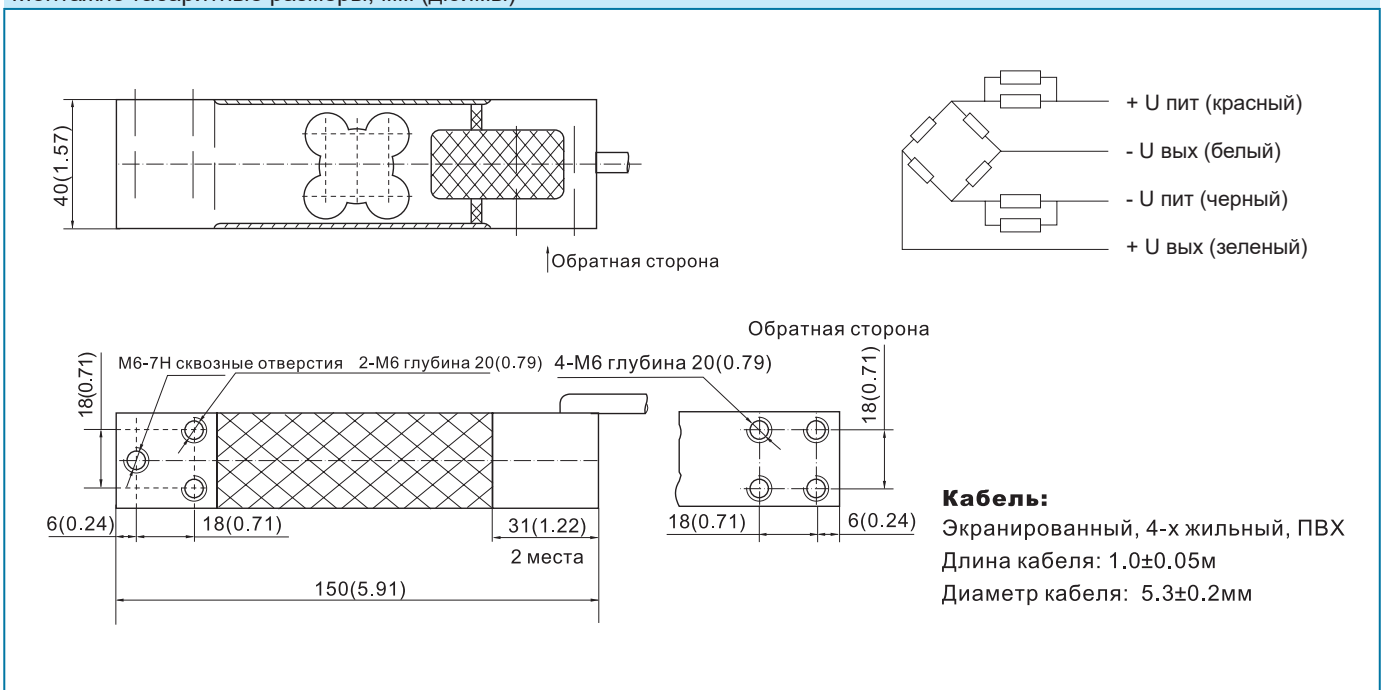 40(1.57)
Обратная сторона
+ U пит (красный)
- U вых (белый)
- U пит (черный)
+ U вых (зеленый)
Обратная сторона
M6-7H сквозные отверстия
2-M6 глубина 20(0.79)
4-M6 глубина 20(0.79)
18(0.71)
18(0.71)
6(0.24)
18(0.71)
31(1.22)
2 места
150(5.91)
18(0.71)
6(0.24)
Кабель:
Экранированный, 4-х жильный, ПВХ
Длина кабеля: 1.0±0.05м
Диаметр кабеля: 5.3±0.2мм